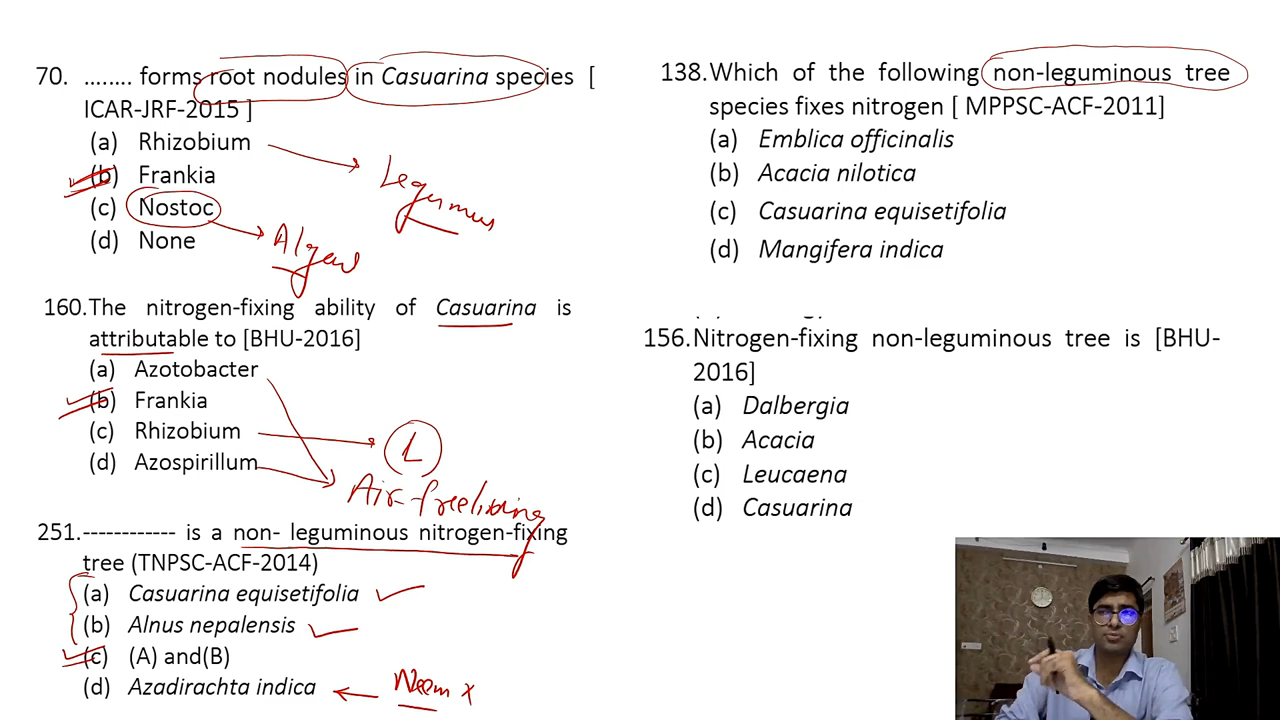 70. ........ forms root nodules in Casuarina species [
ICAR-JRF-2015 ]
(a) Rhizobium
(b) Frankia
(c) Nostoc
(d) None
Legumes
Algae
160.The nitrogen-fixing ability of Casuarina is
attributable to [BHU-2016]
(a) Azotobacter
(b) Frankia
(c) Rhizobium
(d) Azospirillum
L
Air-freeliving
251.------------ is a non- leguminous nitrogen-fixing
tree (TNPSC-ACF-2014)
(a) Casuarina equisetifolia
(b) Alnus nepalensis
(c) (A) and(B)
(d) Azadirachta indica
Neem x
138.Which of the following non-leguminous tree
species fixes nitrogen [ MPPSC-ACF-2011]
(a) Emblica officinalis
(b) Acacia nilotica
(c) Casuarina equisetifolia
(d) Mangifera indica
156.Nitrogen-fixing non-leguminous tree is [BHU-
2016]
(a) Dalbergia
(b) Acacia
(c) Leucaena
(d) Casuarina